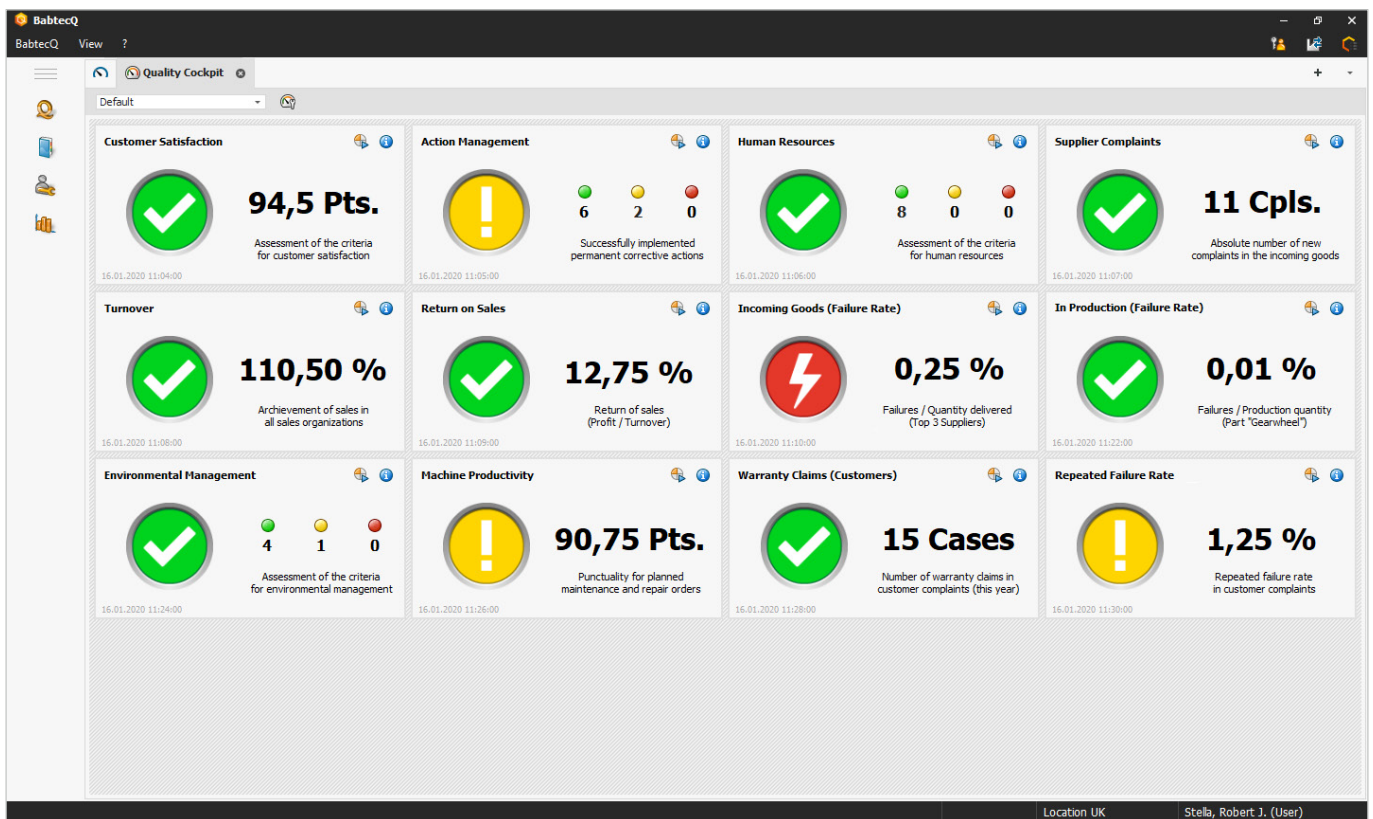 BabtecQ
BabtecQ View ?
Quality Cockpit
Default
Customer Satisfaction
94,5 Pts.
Assessment of the criteria
for customer satisfaction
16.01.2020 11:04:00
Action Management
6 2 0
Successfully implemented
permanent corrective actions
16.01.2020 11:05:00
Human Resources
8 0 0
Assessment of the criteria
for human resources
16.01.2020 11:06:00
Supplier Complaints
11 Cpls.
Absolute number of new
complaints in the incoming goods
16.01.2020 11:07:00
Turnover
110,50 %
Archievement of sales in
all sales organizations
16.01.2020 11:08:00
Return on Sales
12,75 %
Return of sales
(Profit / Turnover)
16.01.2020 11:09:00
Incoming Goods (Failure Rate)
0,25 %
Failures / Quantity delivered
(Top 3 Suppliers)
16.01.2020 11:10:00
In Production (Failure Rate)
0,01 %
Failures / Production quantity
(Part "Gearwheel")
16.01.2020 11:22:00
Environmental Management
4 1 0
Assessment of the criteria
for environmental management
16.01.2020 11:24:00
Machine Productivity
90,75 Pts.
Punctuality for planned
maintenance and repair orders
16.01.2020 11:26:00
Warranty Claims (Customers)
15 Cases
Number of warranty claims in
customer complaints (this year)
16.01.2020 11:28:00
Repeated Failure Rate
1,25 %
Repeated failure rate
in customer complaints
16.01.2020 11:30:00
Location UK
Stella, Robert J. (User)